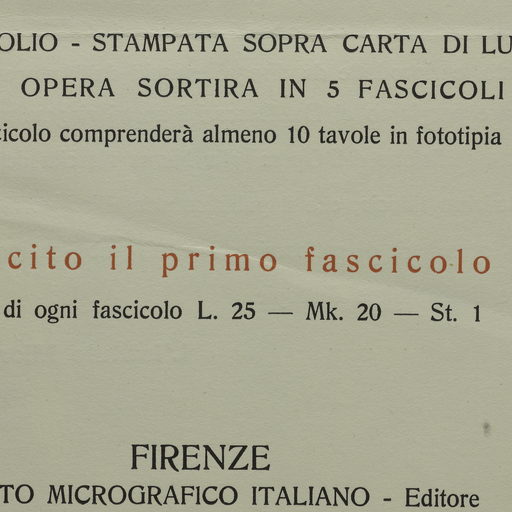 OLIO - STAMPATA SOPRA CARTA DI LU
OPERA SORTIRA IN 5 FASCICOLI
icolo comprenderà almeno 10 tavole in fototipia
cito il primo fascicolo
di ogni fascicolo L. 25 — Mk. 20 — St. 1
FIRENZE
TO MICROGRAFICO ITALIANO - Editore